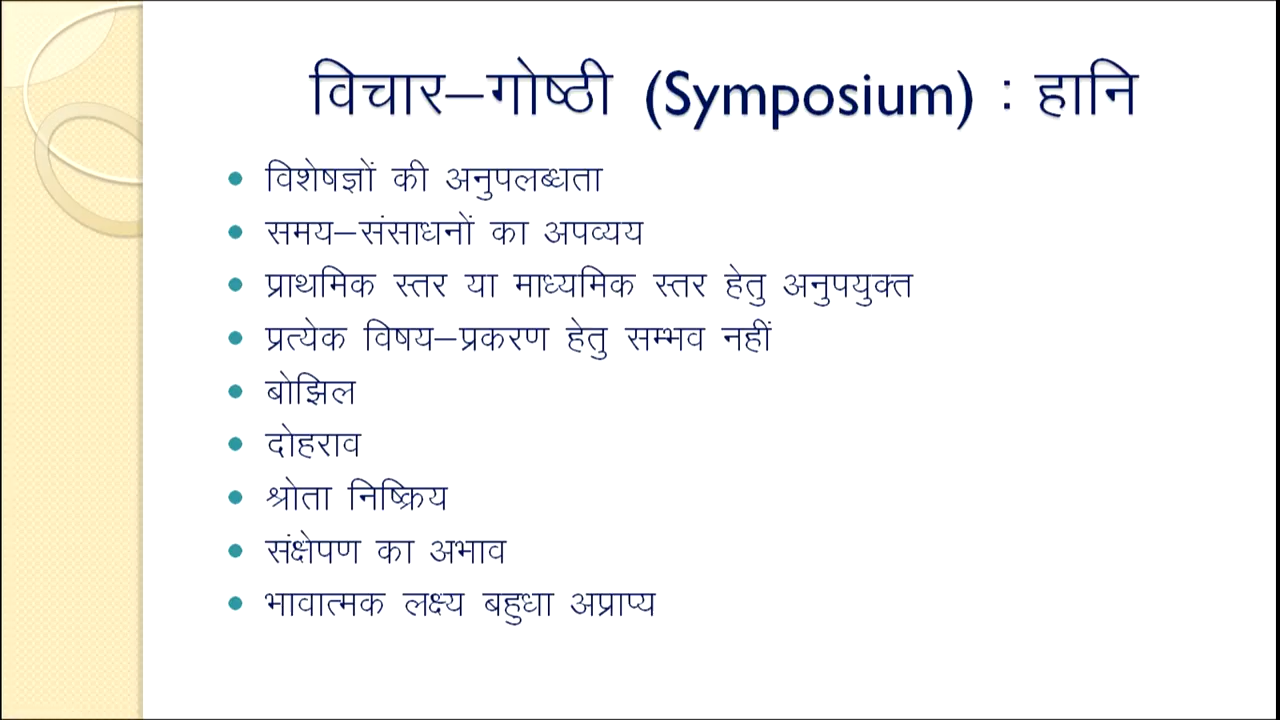 विचार–गोष्ठी (Symposium) : हानि
• विशेषज्ञों की अनुपलब्धता
• समय–संसाधनों का अपव्यय
• प्राथमिक स्तर या माध्यमिक स्तर हेतु अनुपयुक्त
• प्रत्येक विषय–प्रकरण हेतु सम्भव नहीं
• बोझिल
• दोहराव
• श्रोता निष्क्रिय
• संक्षेपण का अभाव
• भावात्मक लक्ष्य बहुधा अप्राप्य